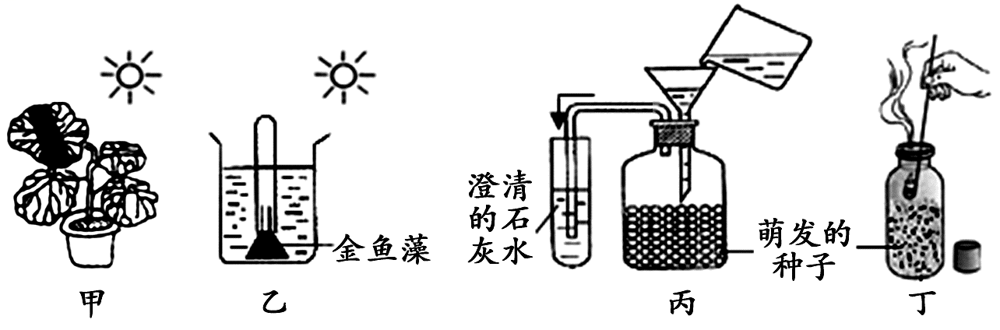 澄清
的石
灰水
金鱼藻
萌发的
种子
甲
乙
丙
丁